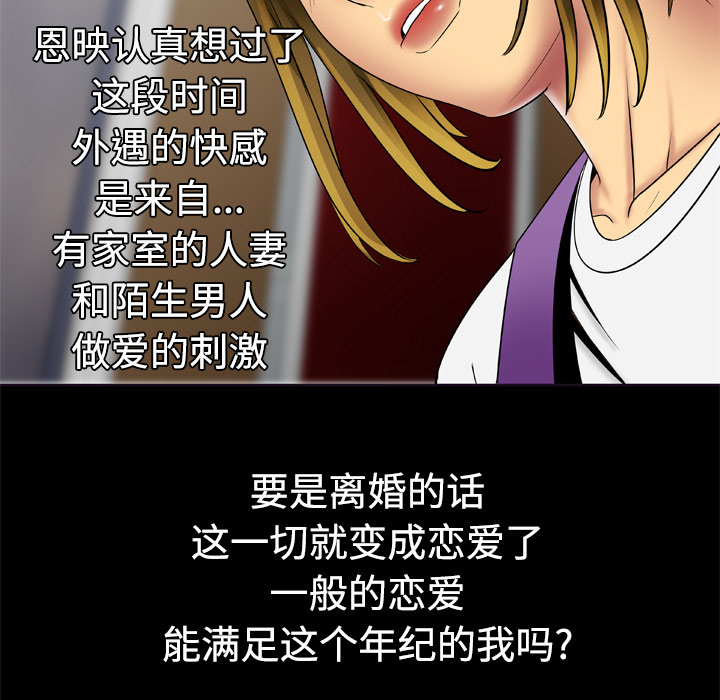 恩映认真想过了
这段时间
外遇的快感
是来自...
有家室的人妻
和陌生男人
做爱的刺激
要是离婚的话
这一切就变成恋爱了
一般的恋爱
能满足这个年纪的我吗?